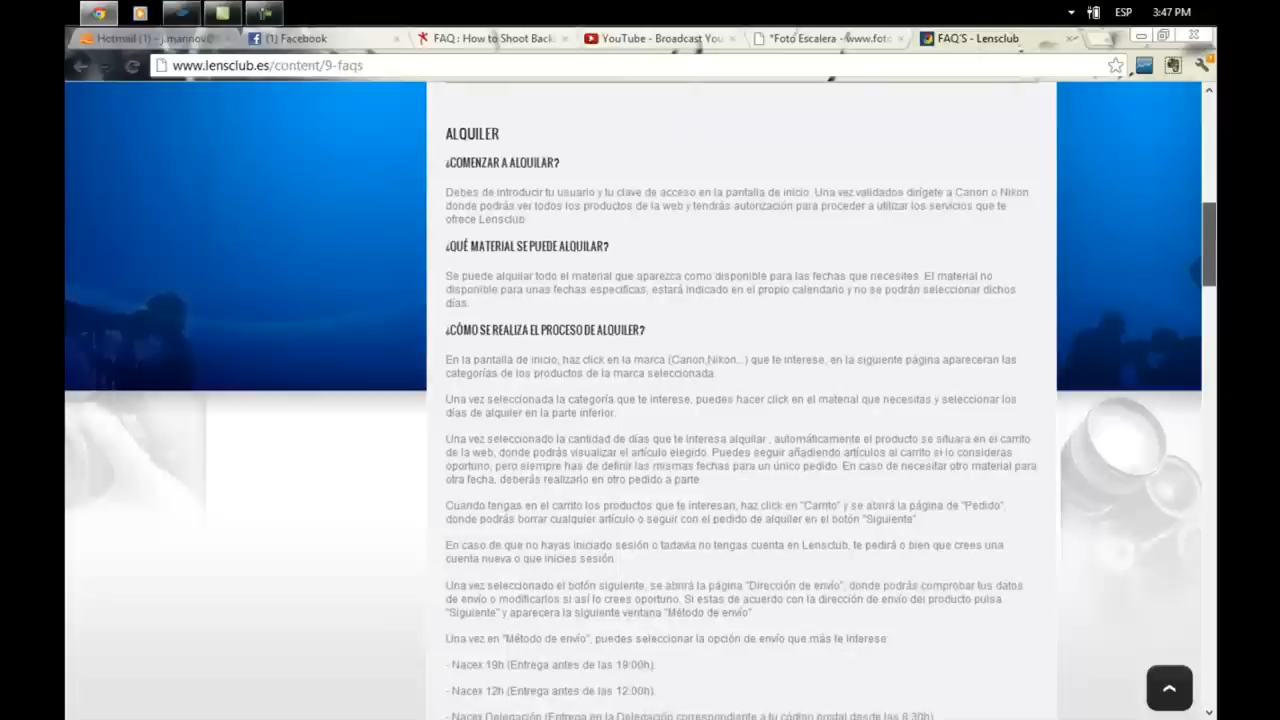 ESP
3:47 PM
Hotmail (1) - j.mannov@
(1) Facebook
FAQ : How to Shoot Back
YouTube - Broadcast You
*Foto Escalera - www.foto
FAQ'S - Lensclub
www.lensclub.es/content/9-faqs
ALQUILER
¿COMENZAR A ALQUILAR?
Debes de introducir tu usuario y tu clave de acceso en la pantalla de inicio. Una vez validados dirígete a Canon o Nikon
donde podrás ver todos los productos de la web y tendrás autorización para proceder a utilizar los servicios que te
ofrece Lensclub
¿QUÉ MATERIAL SE PUEDE ALQUILAR?
Se puede alquilar todo el material que aparezca como disponible para las fechas que necesites. El material no
disponible para unas fechas específicas, estará indicado en el propio calendario y no se podrán seleccionar dichos
días.
¿CÓMO SE REALIZA EL PROCESO DE ALQUILER?
En la pantalla de inicio, haz click en la marca (Canon,Nikon...) que te interese, en la siguiente página apareceran las
categorías de los productos de la marca seleccionada.
Una vez seleccionada la categoría que te interese, puedes hacer click en el material que necesitas y seleccionar los
días de alquiler en la parte inferior.
Una vez seleccionado la cantidad de días que te interesa alquilar , automáticamente el producto se situara en el carrito
de la web, donde podrás visualizar el artículo elegido. Puedes seguir añadiendo artículos al carrito si lo consideras
oportuno, pero siempre has de definir las mismas fechas para un único pedido. En caso de necesitar otro material para
otra fecha, deberás realizarlo en otro pedido a parte
Cuando tengas en el carrito los productos que te interesan, haz click en "Carrito" y se abrirá la página de "Pedido",
donde podrás borrar cualquier artículo o seguir con el pedido de alquiler en el botón "Siguiente"
En caso de que no hayas iniciado sesión o tadavia no tengas cuenta en Lensclub, te pedirá o bien que crees una
cuenta nueva o que inicies sesión.
Una vez seleccionado el botón siguiente, se abrirá la página "Dirección de envío", donde podrás comprobar tus datos
de envío o modificarlos si así lo crees oportuno. Si estas de acuerdo con la dirección de envío del producto pulsa
"Siguiente" y aparecera la siguiente ventana "Método de envío"
Una vez en "Método de envío", puedes seleccionar la opción de envío que más te interese
- Nacex 19h (Entrega antes de las 19:00h).
- Nacex 12h (Entrega antes de las 12:00h).
- Nacex Delegación (Entrega en la Delegación correspondiente a tu código postal desde las 8:30h)